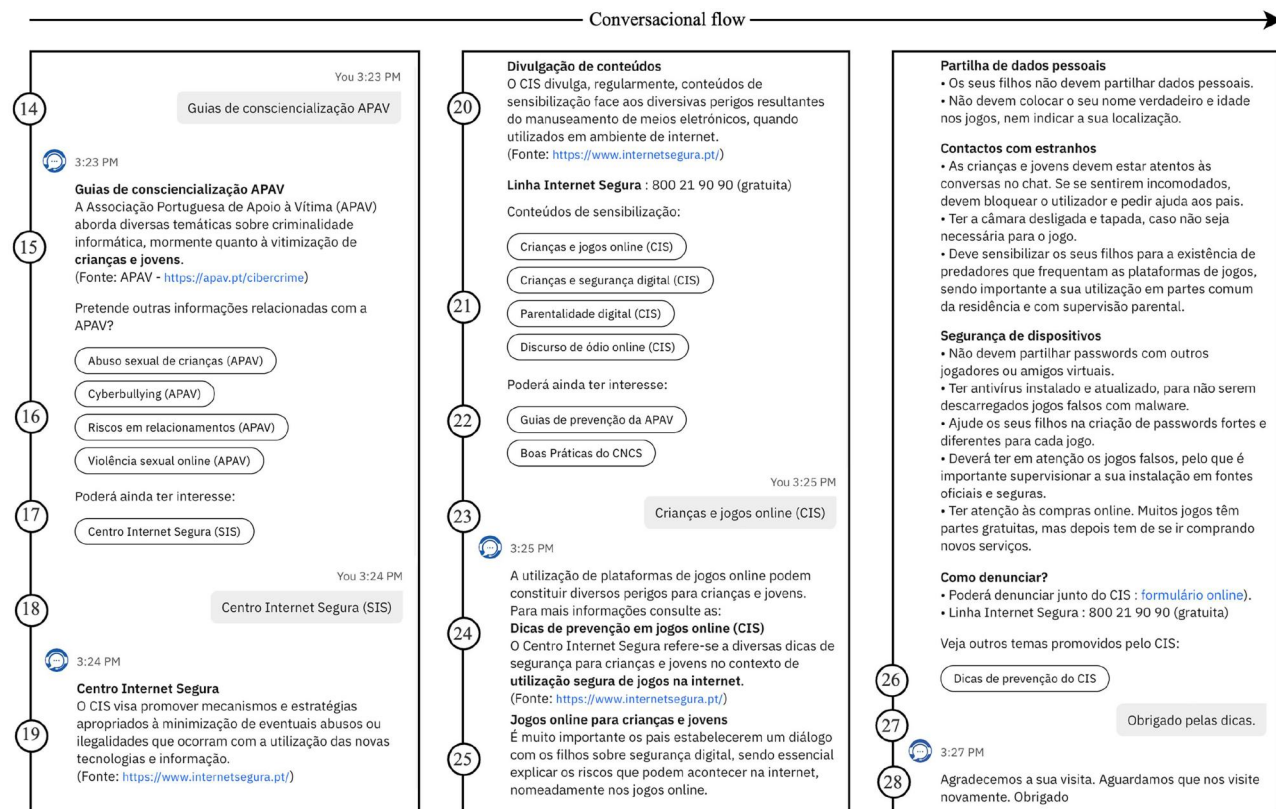 Conversacional flow
You 3:23 PM
14
Guias de consciencialização APAV
3:23 PM
Guias de consciencialização APAV
A Associação Portuguesa de Apoio à Vítima (APAV)
aborda diversas temáticas sobre criminalidade
15
informática, mormente quanto à vitimização de
crianças e jovens.
(Fonte: APAV - https://apav.pt/cibercrime)
Pretende outras informações relacionadas com a
APAV?
Abuso sexual de crianças (APAV)
Cyberbullying (APAV)
16
Riscos em relacionamentos (APAV)
Violência sexual online (APAV)
Poderá ainda ter interesse:
17
Centro Internet Segura (SIS)
You 3:24 PM
18
Centro Internet Segura (SIS)
3:24 PM
Centro Internet Segura
O CIS visa promover mecanismos e estratégias
apropriados à minimização de eventuais abusos ou
19
ilegalidades que ocorram com a utilização das novas
tecnologias e informação.
(Fonte: https://www.internetsegura.pt/)
Divulgação de conteúdos
O CIS divulga, regularmente, conteúdos de
20
sensibilização face aos diversivas perigos resultantes
do manuseamento de meios eletrónicos, quando
utilizados em ambiente de internet.
(Fonte: https://www.internetsegura.pt/)
Linha Internet Segura : 800 21 90 90 (gratuita)
Conteúdos de sensibilização:
Crianças e jogos online (CIS)
Crianças e segurança digital (CIS)
21
Parentalidade digital (CIS)
Discurso de ódio online (CIS)
Poderá ainda ter interesse:
22
Guias de prevenção da APAV
Boas Práticas do CNCS
You 3:25 PM
23
Crianças e jogos online (CIS)
3:25 PM
A utilização de plataformas de jogos online podem
constituir diversos perigos para crianças e jovens.
Para mais informações consulte as:
24
Dicas de prevenção em jogos online (CIS)
O Centro Internet Segura refere-se a diversas dicas de
segurança para crianças e jovens no contexto de
utilização segura de jogos na internet.
(Fonte: https://www.internetsegura.pt/)
Jogos online para crianças e jovens
É muito importante os pais estabelecerem um diálogo
25
com os filhos sobre segurança digital, sendo essencial
explicar os riscos que podem acontecer na internet,
nomeadamente nos jogos online.
Partilha de dados pessoais
• Os seus filhos não devem partilhar dados pessoais.
• Não devem colocar o seu nome verdadeiro e idade
nos jogos, nem indicar a sua localização.
Contactos com estranhos
• As crianças e jovens devem estar atentos às
conversas no chat. Se se sentirem incomodados,
devem bloquear o utilizador e pedir ajuda aos pais.
• Ter a câmara desligada e tapada, caso não seja
necessária para o jogo.
• Deve sensibilizar os seus filhos para a existência de
predadores que frequentam as plataformas de jogos,
sendo importante a sua utilização em partes comum
da residência e com supervisão parental.
Segurança de dispositivos
• Não devem partilhar passwords com outros
jogadores ou amigos virtuais.
• Ter antivírus instalado e atualizado, para não serem
descarregados jogos falsos com malware.
• Ajude os seus filhos na criação de passwords fortes e
diferentes para cada jogo.
• Deverá ter em atenção os jogos falsos, pelo que é
importante supervisionar a sua instalação em fontes
oficiais e seguras.
• Ter atenção às compras online. Muitos jogos têm
partes gratuitas, mas depois tem de se ir comprando
novos serviços.
Como denunciar?
• Poderá denunciar junto do CIS : formulário online).
• Linha Internet Segura : 800 21 90 90 (gratuita)
Veja outros temas promovidos pelo CIS:
26
Dicas de prevenção do CIS
27
Obrigado pelas dicas.
3:27 PM
28
Agradecemos a sua visita. Aguardamos que nos visite
novamente. Obrigado